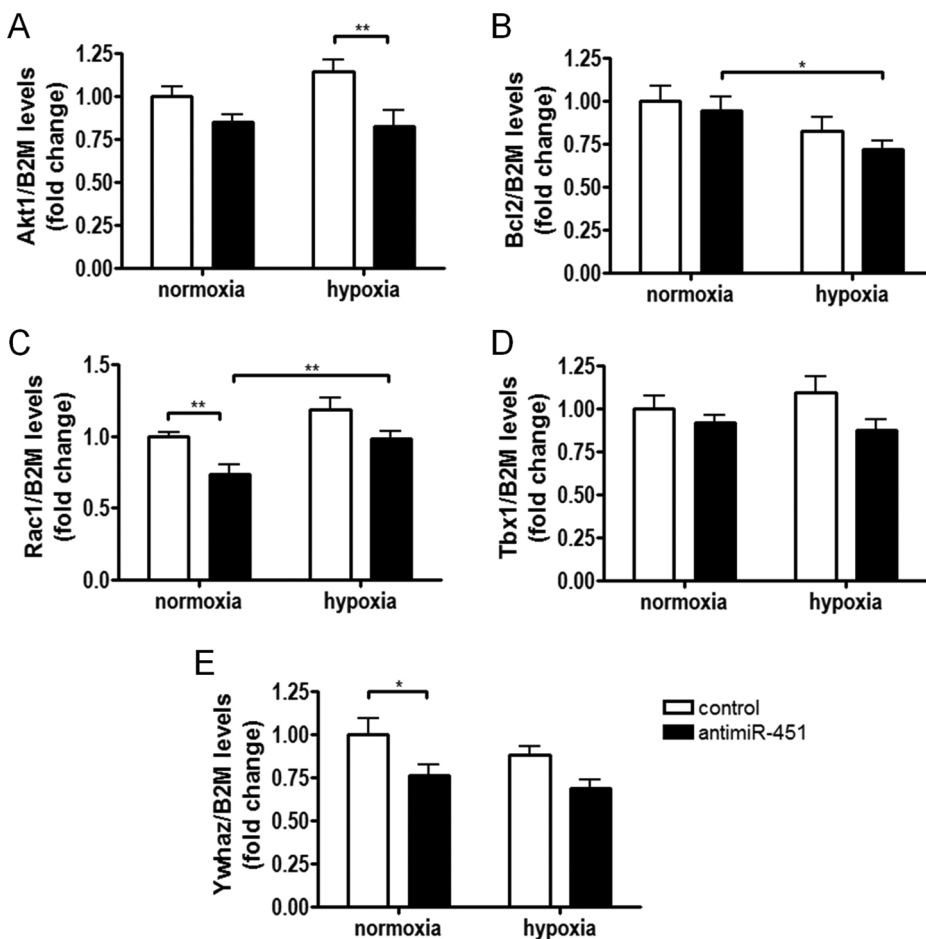 A
Akt1/B2M levels
(fold change)
1.25
1.00
0.75
0.50
0.25
0.00
**
normoxia
hypoxia
B
Bcl2/B2M levels
(fold change)
1.25
1.00
0.75
0.50
0.25
0.00
*
normoxia
hypoxia
C
Rac1/B2M levels
(fold change)
1.5
1.0
0.5
0.0
**
**
normoxia
hypoxia
D
Tbx1/B2M levels
(fold change)
1.25
1.00
0.75
0.50
0.25
0.00
normoxia
hypoxia
E
Ywhaz/B2M levels
(fold change)
1.25
1.00
0.75
0.50
0.25
0.00
*
normoxia
hypoxia
control
antimiR-451